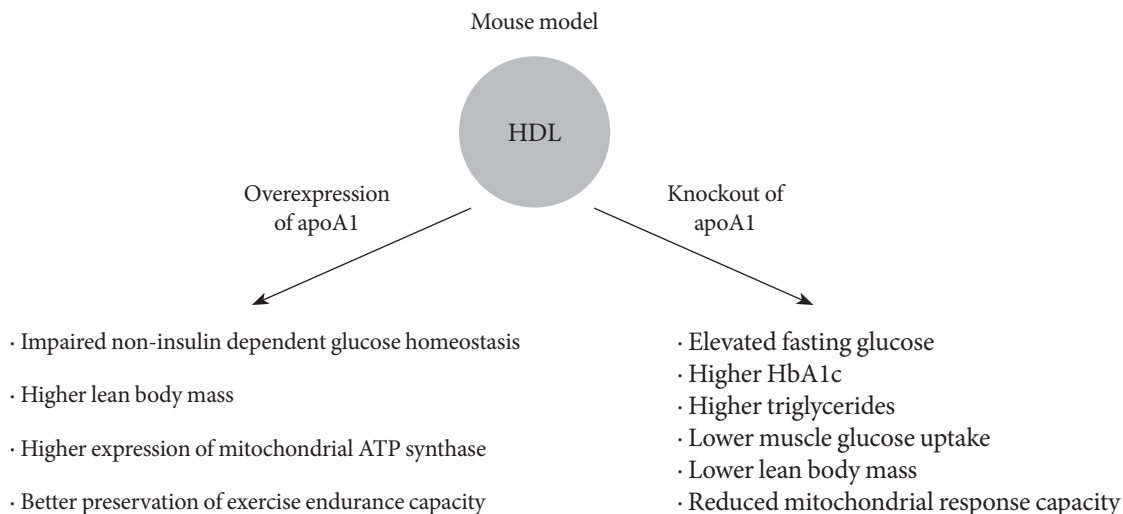 Mouse model
HDL
Overexpression
of apoA1
Knockout of
apoA1
· Impaired non-insulin dependent glucose homeostasis
· Higher lean body mass
· Higher expression of mitochondrial ATP synthase
· Better preservation of exercise endurance capacity
· Elevated fasting glucose
· Higher HbA1c
· Higher triglycerides
· Lower muscle glucose uptake
· Lower lean body mass
· Reduced mitochondrial response capacity